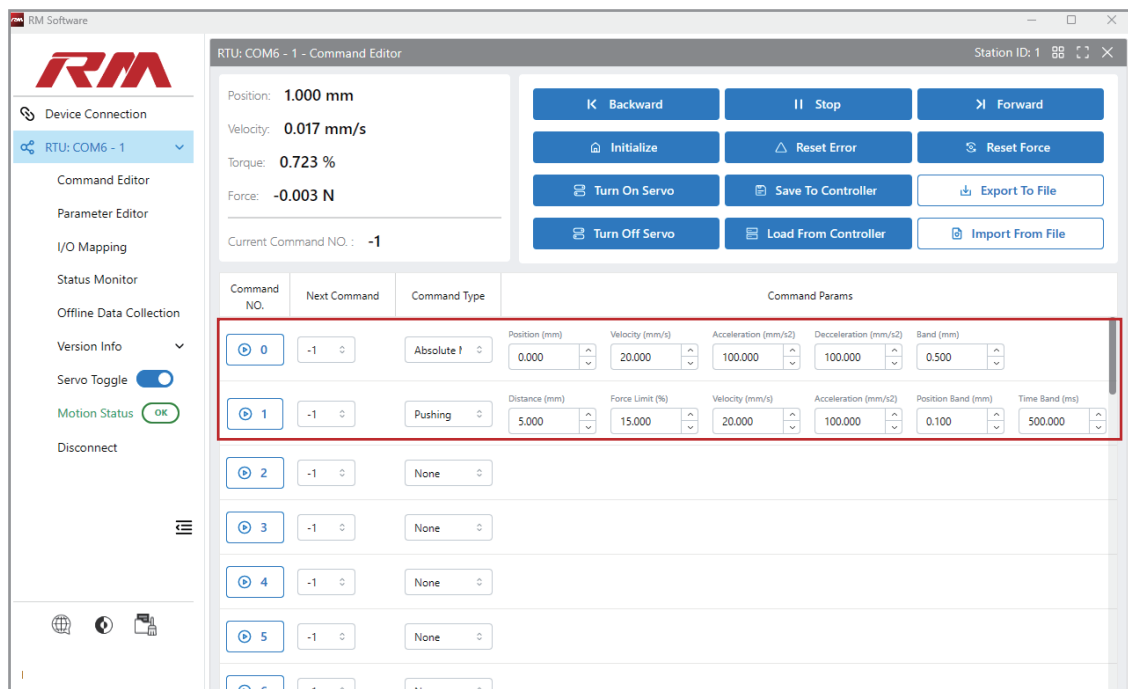 RM RM Software
RM
Device Connection
RTU: COM6 - 1
Command Editor
Parameter Editor
I/O Mapping
Status Monitor
Offline Data Collection
Version Info
Servo Toggle
Motion Status OK
Disconnect
RTU: COM6 - 1 - Command Editor Station ID: 1
Position: 1.000 mm
Velocity: 0.017 mm/s
Torque: 0.723 %
Force: -0.003 N
Current Command NO. : -1
Backward Stop Forward
Initialize Reset Error Reset Force
Turn On Servo Save To Controller Export To File
Turn Off Servo Load From Controller Import From File
Command NO. Next Command Command Type Command Params
Position (mm) Velocity (mm/s) Acceleration (mm/s2) Decceleration (mm/s2) Band (mm)
0 -1 Absolute 0.000 20.000 100.000 100.000 0.500
Distance (mm) Force Limit (%) Velocity (mm/s) Acceleration (mm/s2) Position Band (mm) Time Band (ms)
1 -1 Pushing 5.000 15.000 20.000 100.000 0.100 500.000
2 -1 None
3 -1 None
4 -1 None
5 -1 None